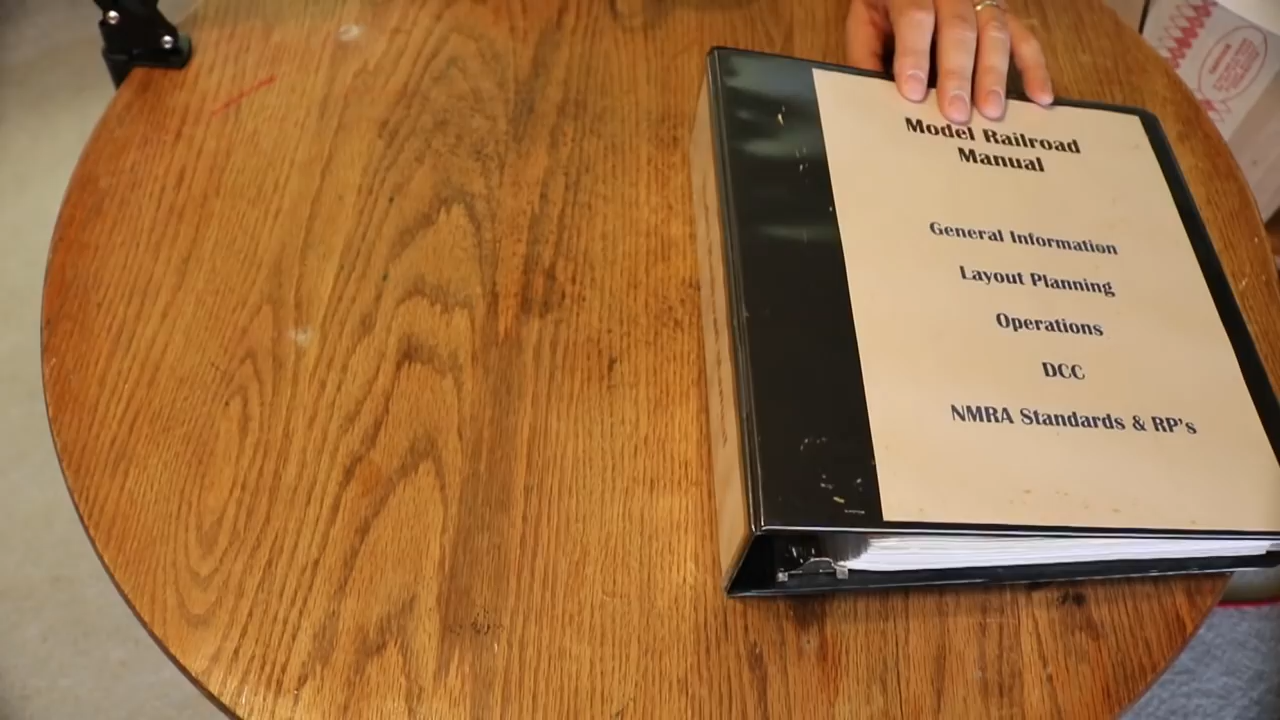 Model Railroad
Manual
General Information
Layout Planning
Operations
DCC
NMRA Standards & RP's